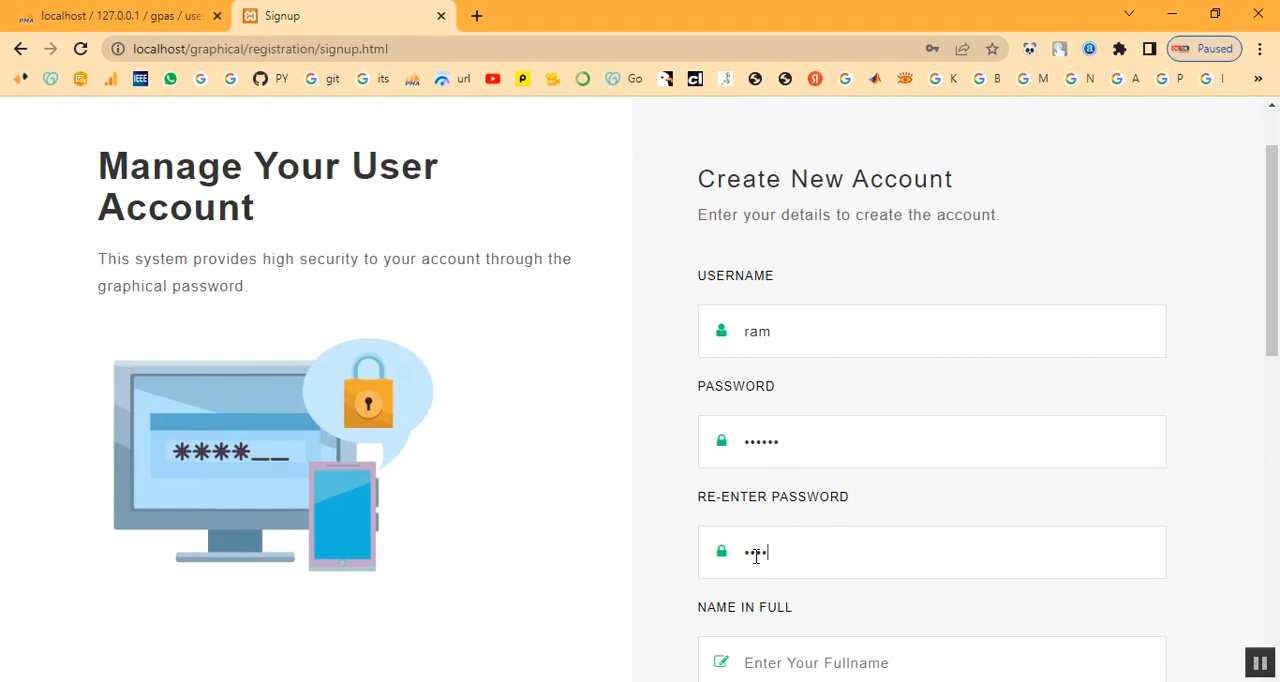 localhost / 127.0.0.1 / gpas / use
Signup
localhost/graphical/registration/signup.html
Paused
PY
git
its
url
Go
K
B
M
N
A
P
I
Manage Your User
Account
This system provides high security to your account through the
graphical password.
****__
Create New Account
Enter your details to create the account.
USERNAME
ram
PASSWORD
••••••
RE-ENTER PASSWORD
••••
NAME IN FULL
Enter Your Fullname